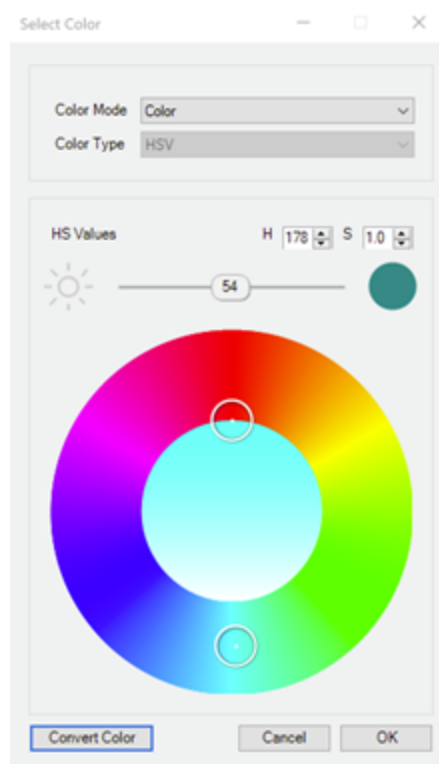 Select Color
Color Mode Color
Color Type HSV
HS Values H 178 S 1.0
54
Convert Color Cancel OK